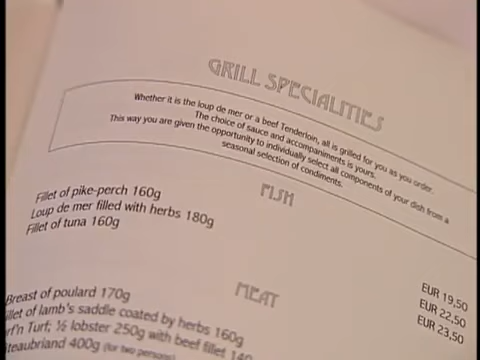 GRILL SPECIALITIES
Whether it is the loup de mer or a beef Tenderloin, all is grilled for you as you order.
The choice of sauce and accompaniments is yours.
This way you are given the opportunity to individually select all components of your dish from a
seasonal selection of condiments.
FISH
Fillet of pike-perch 160g
Loup de mer filled with herbs 180g
Fillet of tuna 160g
EUR 19,50
EUR 22,50
EUR 23,50
MEAT
Breast of poulard 170g
illet of lamb's saddle coated by herbs 160g
rf'n Turf; ½ lobster 250g with beef fillet 140
teaubriand 400g (for two persons)